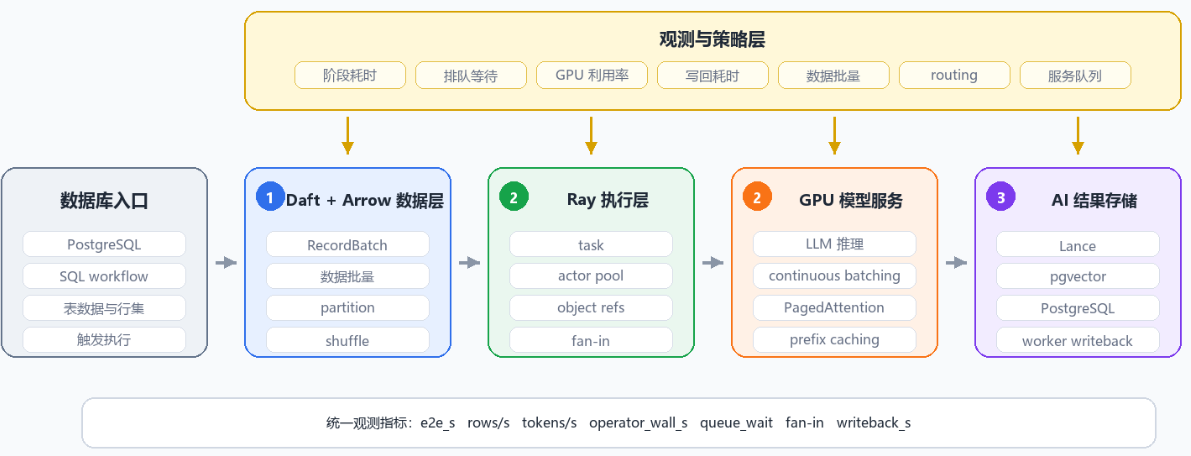 观测与策略层
阶段耗时 排队等待 GPU 利用率 写回耗时 数据批量 routing 服务队列
数据库入口
PostgreSQL
SQL workflow
表数据与行集
触发执行
1 Daft + Arrow 数据层
RecordBatch
数据批量
partition
shuffle
2 Ray 执行层
task
actor pool
object refs
fan-in
2 GPU 模型服务
LLM 推理
continuous batching
PagedAttention
prefix caching
3 AI 结果存储
Lance
pgvector
PostgreSQL
worker writeback
统一观测指标：e2e_s rows/s tokens/s operator_wall_s queue_wait fan-in writeback_s